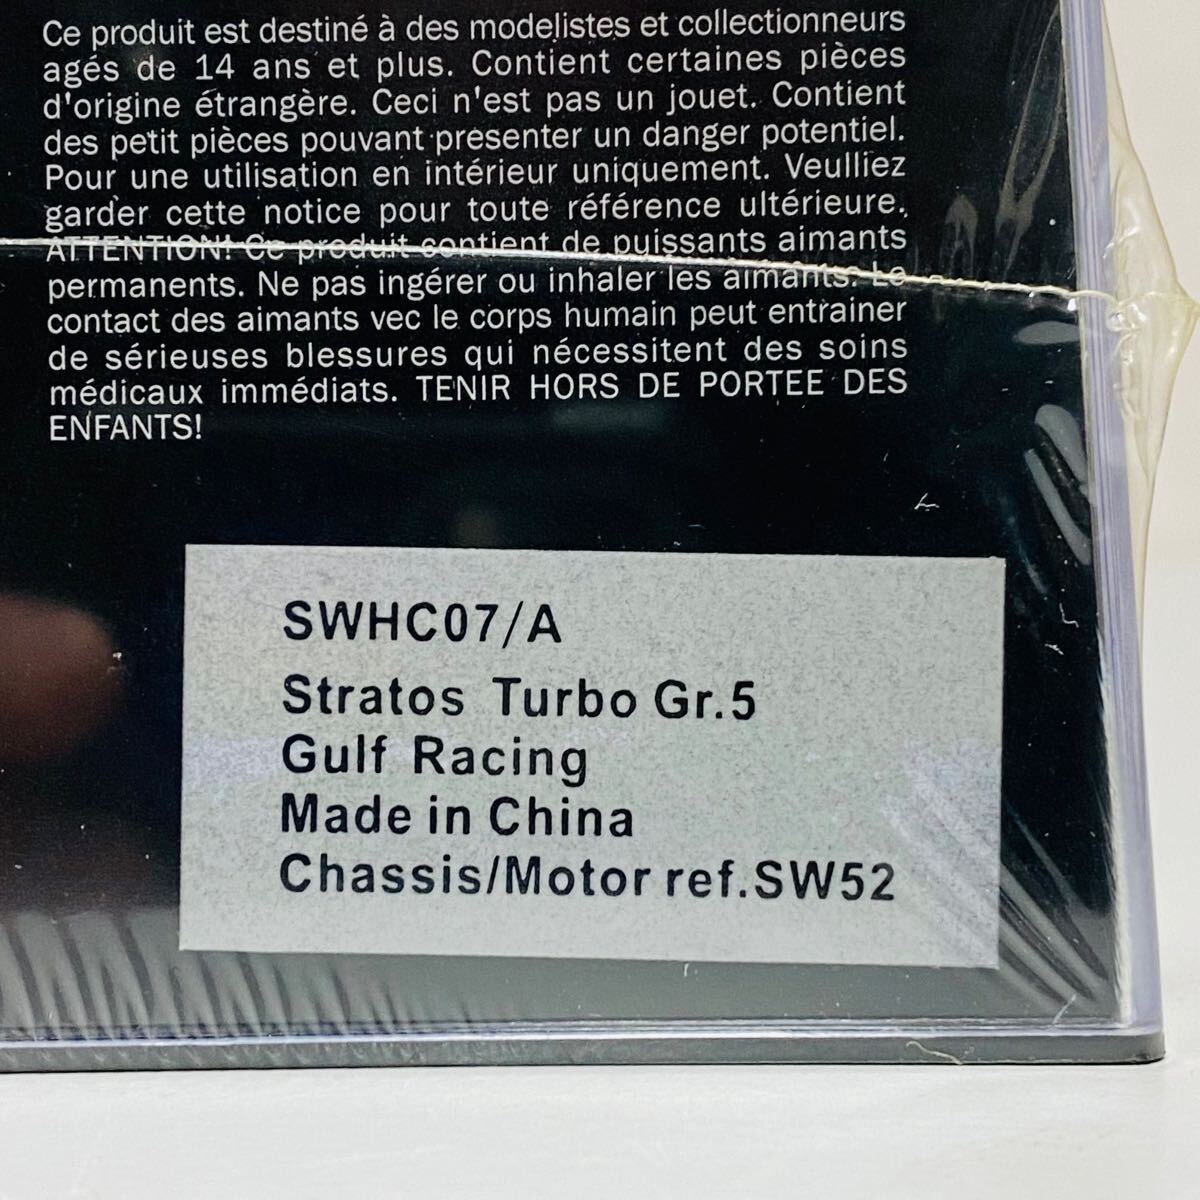 Ce produit est destiné à des modelistes et collectionneurs
agés de 14 ans et plus. Contient certaines pièces
d'origine étrangère. Ceci n'est pas un jouet. Contient
des petit pièces pouvant presenter un danger potentiel.
Pour une utilisation en intérieur uniquement. Veulliez
garder cette notice pour toute référence ultérieure.
ATTENTION! Ce produit contient de puissants aimants
permanents. Ne pas ingérer ou inhaler les aimants. Le
contact des aimants vec le corps humain peut entrainer
de sérieuses blessures qui nécessitent des soins
médicaux immédiats. TENIR HORS DE PORTEE DES
ENFANTS!
SWHC07/A
Stratos Turbo Gr.5
Gulf Racing
Made in China
Chassis/Motor ref.SW52